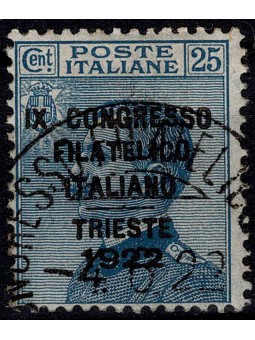 Cent. POSTE 25
ITALIANE
IX CONGRESSO
FILATELICO
ITALIANO
TRIESTE
1922